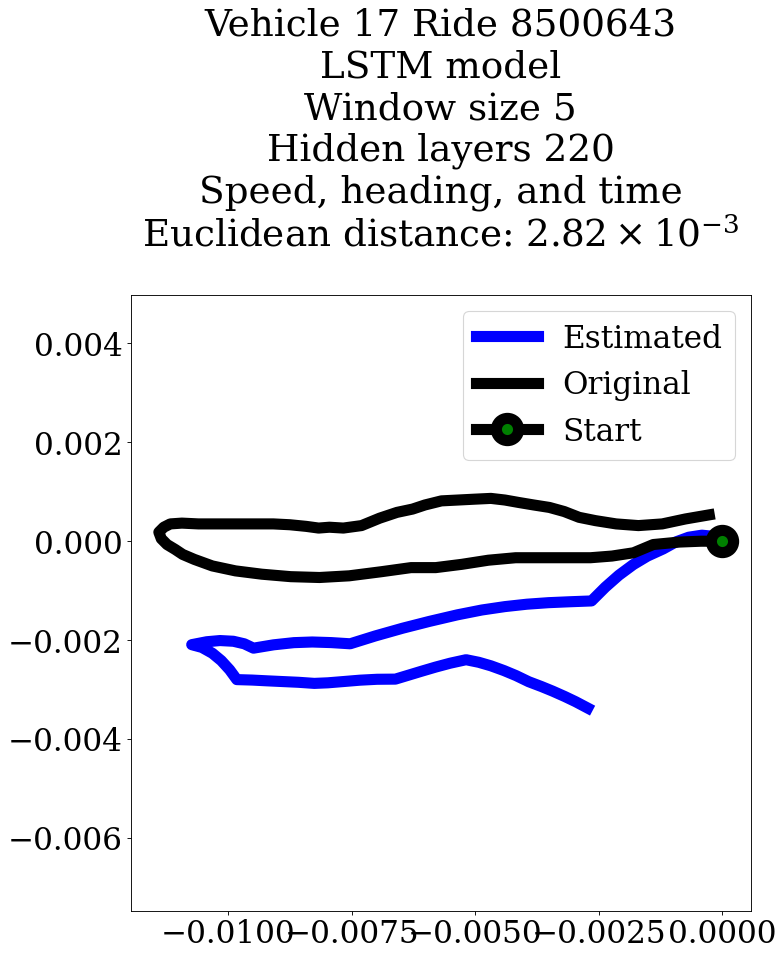 Vehicle 17 Ride 8500643
LSTM model
Window size 5
Hidden layers 220
Speed, heading, and time
Euclidean distance: 2.82 × 10⁻³
Estimated
Original
Start
0.004
0.002
0.000
−0.002
−0.004
−0.006
−0.0100 −0.0075 −0.0050 −0.0025 0.0000